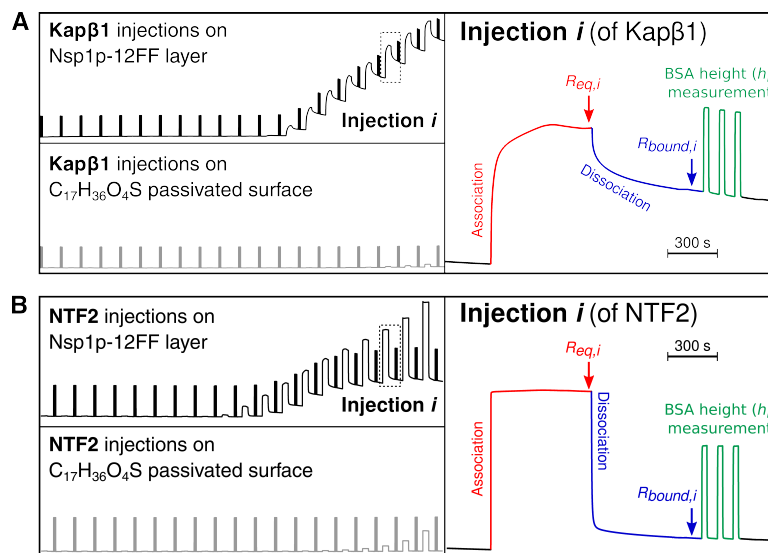 A
Kapβ1 injections on
Nsp1p-12FF layer
Injection i
Kapβ1 injections on
C₁₇H₃₆O₄S passivated surface
Injection i (of Kapβ1)
Req,i
BSA height (h
measurement
Rbound,i
Association
Dissociation
300 s
B
NTF2 injections on
Nsp1p-12FF layer
Injection i
NTF2 injections on
C₁₇H₃₆O₄S passivated surface
Injection i (of NTF2)
300 s
Req,i
Dissociation
BSA height (h
measurement
Association
Rbound,i